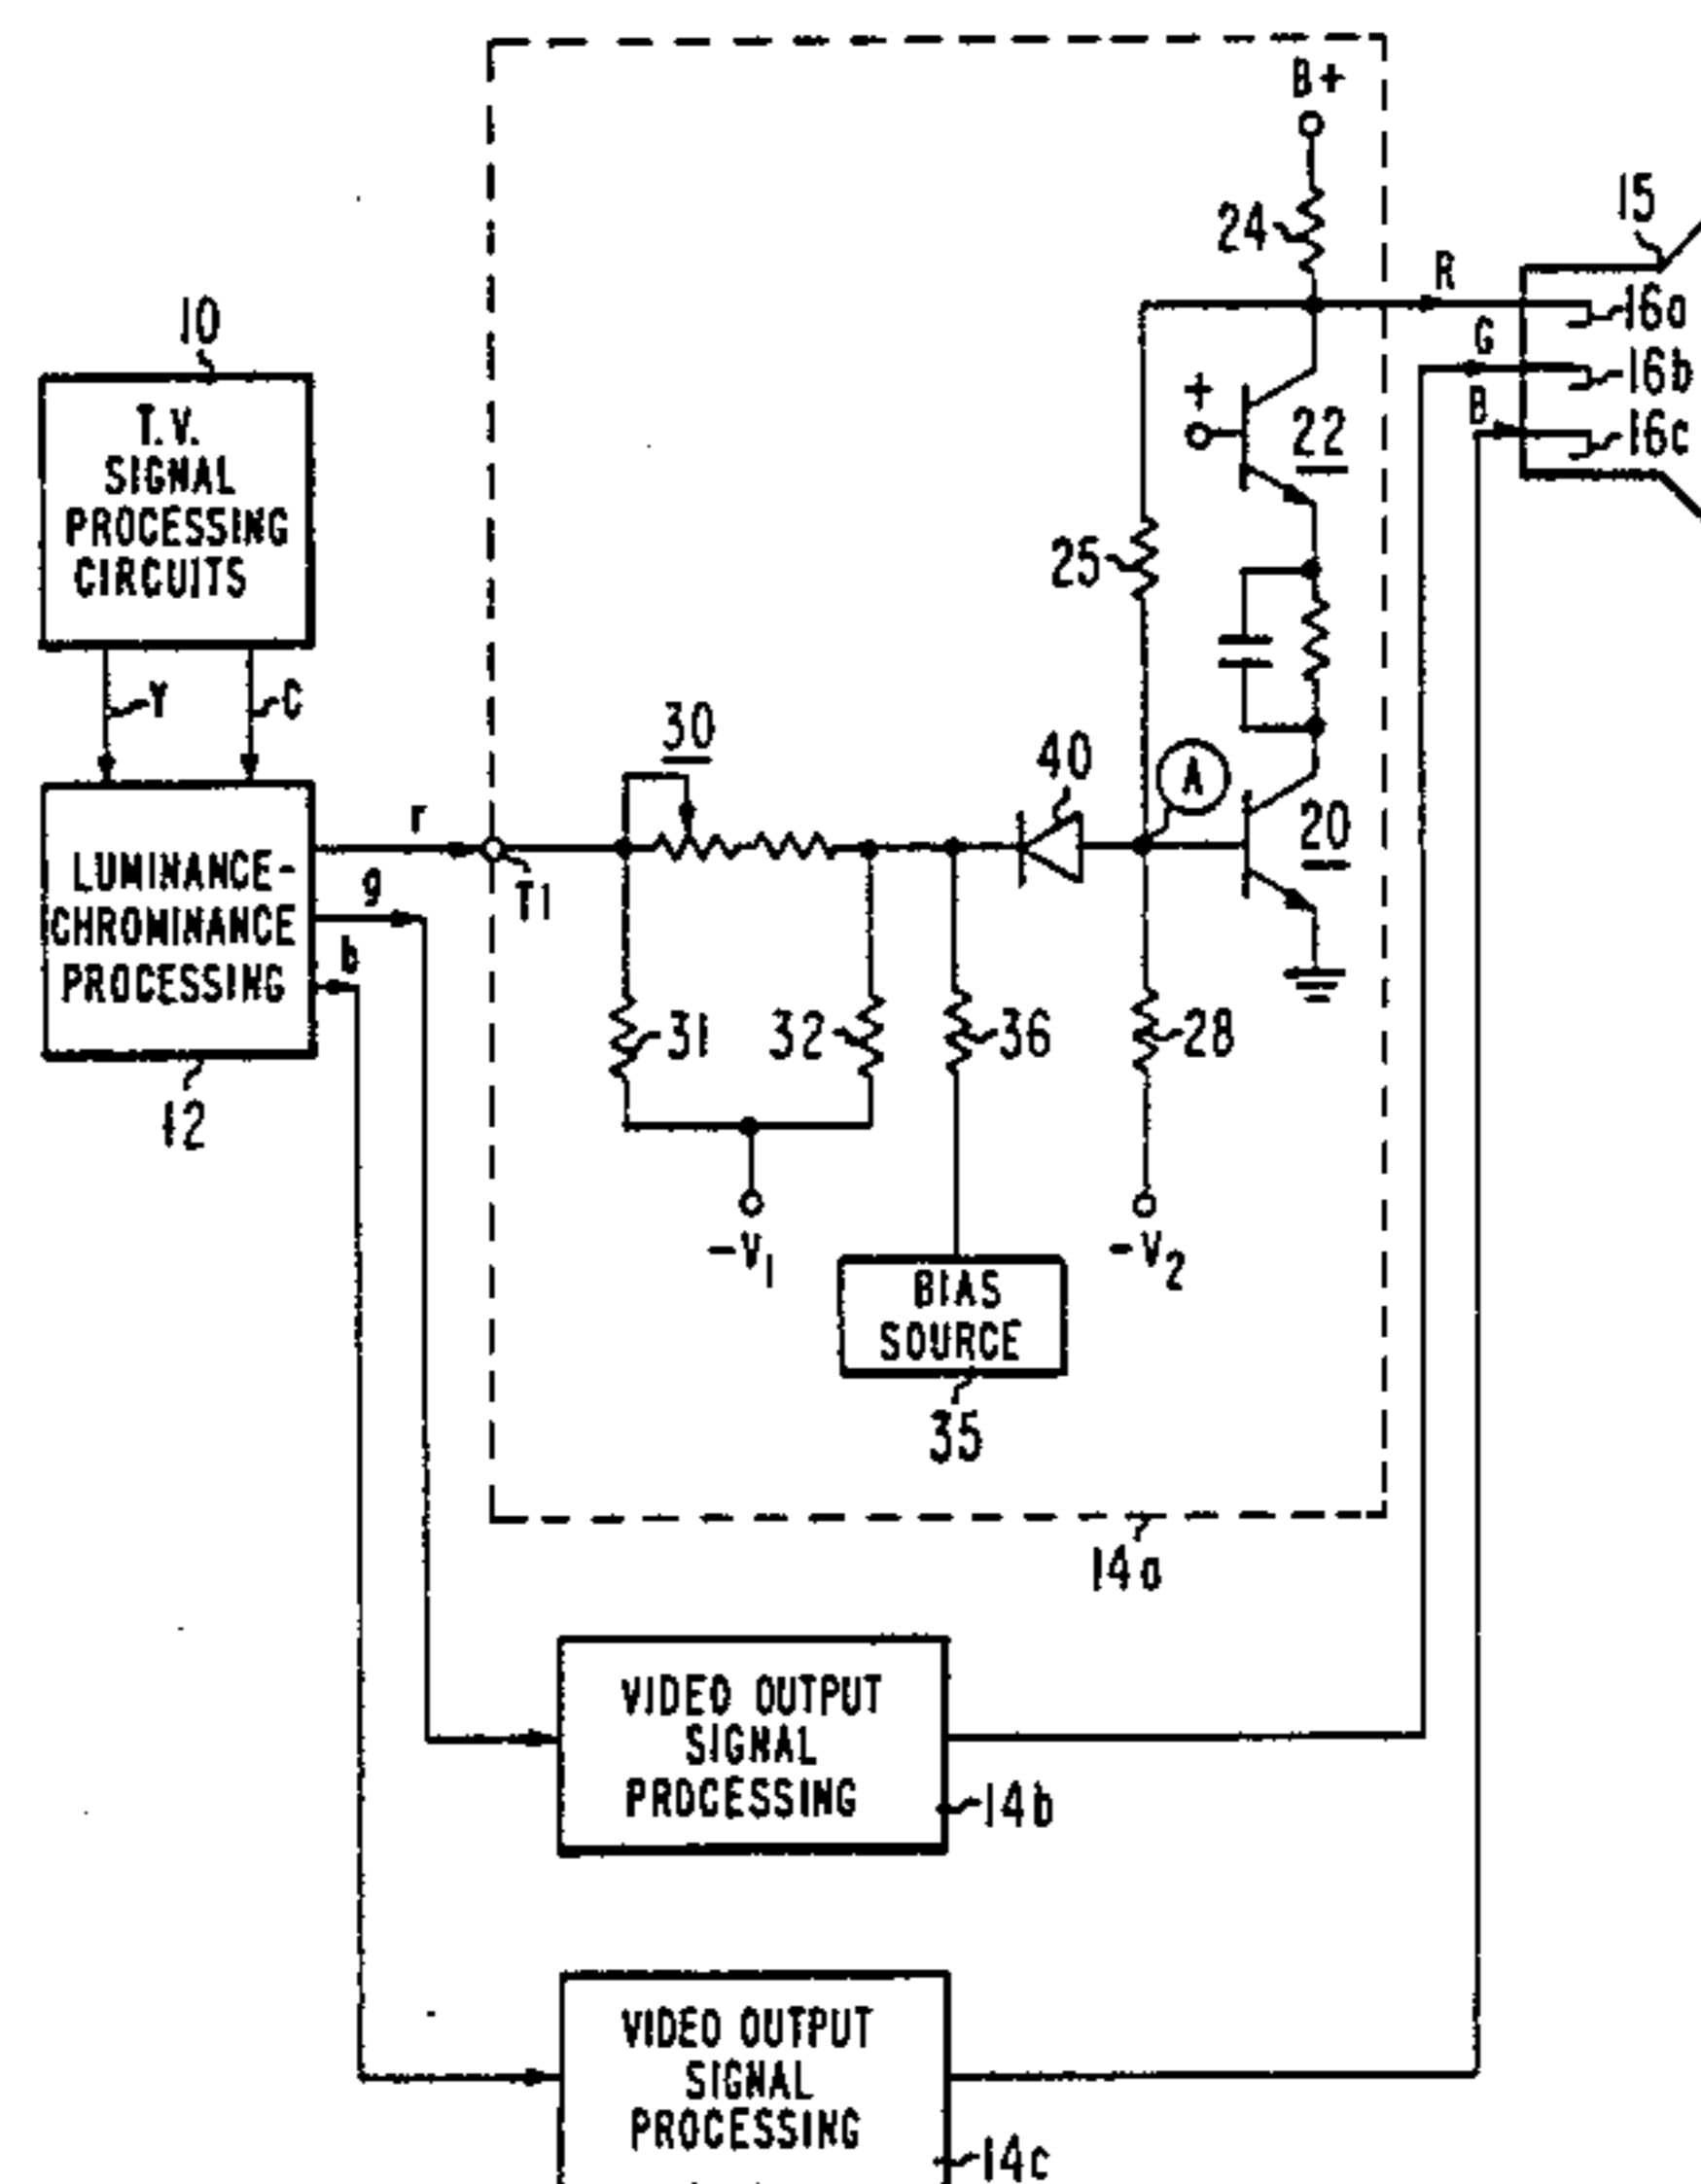 B+
24
15
R
16a
G
16b
B
16c
10
T.V.
SIGNAL
PROCESSING
CIRCUITS
+
22
25
Y
C
30
40
A
20
r
T1
LUMINANCE-
CHROMINANCE
PROCESSING
g
b
12
31
32
36
28
-V1
-V2
BIAS
SOURCE
35
14a
VIDEO OUTPUT
SIGNAL
PROCESSING
14b
VIDEO OUTPUT
SIGNAL
PROCESSING
14c